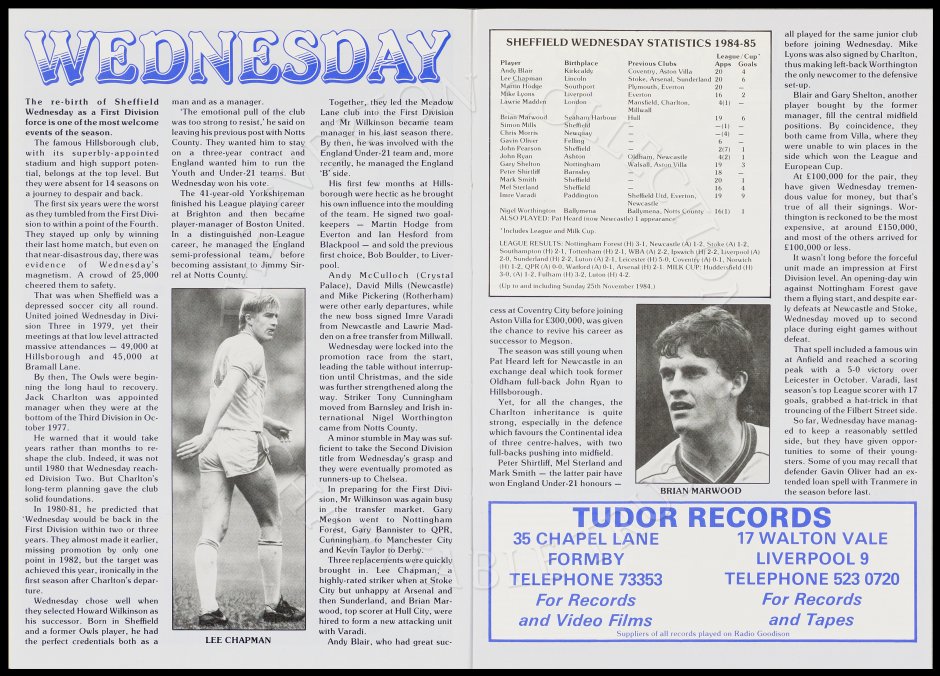 WEDNESDAY
The re-birth of Sheffield
Wednesday as a First Division
force is one of the most welcome
events of the season.
The famous Hillsborough club,
with its superbly-appointed
stadium and high support poten-
tial, belongs at the top level. But
they were absent for 14 seasons on
a journey to despair and back.
The first six years were the worst
as they tumbled from the First Divi-
sion to within a point of the Fourth.
They stayed up only by winning
their last home match, but even on
that near-disastrous day, there was
evidence of Wednesday's
magnetism. A crowd of 25,000
cheered them to safety.
That was when Sheffield was a
depressed soccer city all round.
United joined Wednesday in Divi-
sion Three in 1979, yet their
meetings at that low level attracted
massive attendances — 49,000 at
Hillsborough and 45,000 at
Bramall Lane.
By then, The Owls were begin-
ning the long haul to recovery.
Jack Charlton was appointed
manager when they were at the
bottom of the Third Division in Oc-
tober 1977.
He warned that it would take
years rather than months to re-
shape the club. Indeed, it was not
until 1980 that Wednesday reach-
ed Division Two. But Charlton's
long-term planning gave the club
solid foundations.
In 1980-81, he predicted that
Wednesday would be back in the
First Division within two or three
years. They almost made it earlier,
missing promotion by only one
point in 1982, but the target was
achieved this year, ironically in the
first season after Charlton's depar-
ture.
Wednesday chose well when
they selected Howard Wilkinson as
his successor. Born in Sheffield
and a former Owls player, he had
the perfect credentials both as a
man and as a manager.
'The emotional pull of the club
was too strong to resist,' he said on
leaving his previous post with Notts
County. They wanted him to stay
on a three-year contract and
England wanted him to run the
Youth and Under-21 teams. But
Wednesday won his vote.
The 41-year-old Yorkshireman
finished his League playing career
at Brighton and then became
player-manager of Boston United.
In a distinguished non-League
career, he managed the England
semi-professional team, before
becoming assistant to Jimmy Sir-
rel at Notts County.
LEE CHAPMAN
Together, they led the Meadow
Lane club into the First Division
and Mr Wilkinson became team
manager in his last season there.
By then, he was involved with the
England Under-21 team and, more
recently, he managed the England
'B' side.
His first few months at Hills-
borough were hectic as he brought
his own influence into the moulding
of the team. He signed two goal-
keepers — Martin Hodge from
Everton and Ian Hesford from
Blackpool — and sold the previous
first choice, Bob Boulder, to Liver-
pool.
Andy McCulloch (Crystal
Palace), David Mills (Newcastle)
and Mike Pickering (Rotherham)
were other early departures, while
the new boss signed Imre Varadi
from Newcastle and Lawrie Mad-
den on a free transfer from Millwall.
Wednesday were locked into the
promotion race from the start,
leading the table without interrup-
tion until Christmas, and the side
was further strengthened along the
way. Striker Tony Cunningham
moved from Barnsley and Irish in-
ternational Nigel Worthington
came from Notts County.
A minor stumble in May was suf-
ficient to take the Second Division
title from Wednesday's grasp and
they were eventually promoted as
runners-up to Chelsea.
In preparing for the First Divi-
sion, Mr Wilkinson was again busy
in the transfer market. Gary
Megson went to Nottingham
Forest, Gary Bannister to QPR,
Cunningham to Manchester City
and Kevin Taylor to Derby.
Three replacements were quickly
brought in. Lee Chapman, a
highly-rated striker when at Stoke
City but unhappy at Arsenal and
then Sunderland, and Brian Mar-
wood, top scorer at Hull City, were
hired to form a new attacking unit
with Varadi.
Andy Blair, who had great suc-
SHEFFIELD WEDNESDAY STATISTICS 1984-85
League/Cup*
Player Birthplace Previous Clubs Apps Goals
Andy Blair Kirkcaldy Coventry, Aston Villa 20 4
Lee Chapman Lincoln Stoke, Arsenal, Sunderland 20 6
Martin Hodge Southport Plymouth, Everton 20 —
Mike Lyons Liverpool Everton 16 2
Lawrie Madden London Mansfield, Charlton, 4(1) —
Millwall
Brian Marwood Seaham Harbour Hull 19 6
Simon Mills Sheffield — —(1) —
Chris Morris Newquay — —(4) —
Gavin Oliver Felling — 6 —
John Pearson Sheffield — 2(7) 1
John Ryan Ashton Oldham, Newcastle 4(2) 1
Gary Shelton Nottingham Walsall, Aston Villa 19 3
Peter Shirtliff Barnsley — 18 —
Mark Smith Sheffield — 20 1
Mel Sterland Sheffield — 16 4
Imre Varadi Paddington Sheffield Utd, Everton, 19 9
Newcastle
Nigel Worthington Ballymena Ballymena, Notts County 16(1) 1
ALSO PLAYED: Pat Heard (now Newcastle) 1 appearance
*Includes League and Milk Cup.
LEAGUE RESULTS: Nottingham Forest (H) 3-1, Newcastle (A) 1-2, Stoke (A) 1-2,
Southampton (H) 2-1, Tottenham (H) 2-1, WBA (A) 2-2, Ipswich (H) 2-2, Liverpool (A)
2-0, Sunderland (H) 2-2, Luton (A) 2-1, Leicester (H) 5-0, Coventry (A) 0-1, Norwich
(H) 1-2, QPR (A) 0-0, Watford (A) 0-1, Arsenal (H) 2-1. MILK CUP: Huddersfield (H)
3-0, (A) 1-2, Fulham (H) 3-2, Luton (H) 4-2.
(Up to and including Sunday 25th November 1984.)
cess at Coventry City before joining
Aston Villa for £300,000, was given
the chance to revive his career as
successor to Megson.
The season was still young when
Pat Heard left for Newcastle in an
exchange deal which took former
Oldham full-back John Ryan to
Hillsborough.
Yet, for all the changes, the
Charlton inheritance is quite
strong, especially in the defence
which favours the Continental idea
of three centre-halves, with two
full-backs pushing into midfield.
Peter Shirtliff, Mel Sterland and
Mark Smith — the latter pair have
won England Under-21 honours —
BRIAN MARWOOD
all played for the same junior club
before joining Wednesday. Mike
Lyons was also signed by Charlton,
thus making left-back Worthington
the only newcomer to the defensive
set-up.
Blair and Gary Shelton, another
player bought by the former
manager, fill the central midfield
positions. By coincidence, they
both came from Villa, where they
were unable to win places in the
side which won the League and
European Cup.
At £100,000 for the pair, they
have given Wednesday tremen-
dous value for money, but that's
true of all their signings. Wor-
thington is reckoned to be the most
expensive, at around £150,000,
and most of the others arrived for
£100,000 or less.
It wasn't long before the forceful
unit made an impression at First
Division level. An opening-day win
against Nottingham Forest gave
them a flying start, and despite ear-
ly defeats at Newcastle and Stoke,
Wednesday moved up to second
place during eight games without
defeat.
That spell included a famous win
at Anfield and reached a scoring
peak with a 5-0 victory over
Leicester in October. Varadi, last
season's top League scorer with 17
goals, grabbed a hat-trick in that
trouncing of the Filbert Street side.
So far, Wednesday have manag-
ed to keep a reasonably settled
side, but they have given oppor-
tunities to some of their young-
sters. Some of you may recall that
defender Gavin Oliver had an ex-
tended loan spell with Tranmere in
the season before last.
TUDOR RECORDS
35 CHAPEL LANE
FORMBY
TELEPHONE 73353
For Records
and Video Films
17 WALTON VALE
LIVERPOOL 9
TELEPHONE 523 0720
For Records
and Tapes
Suppliers of all records played on Radio Goodison